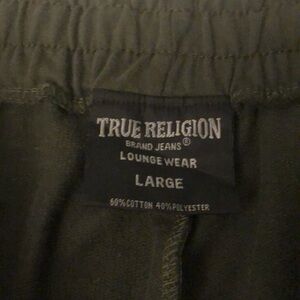 TRUE RELIGION
BRAND JEANS®
LOUNGE WEAR
LARGE
60% COTTON 40% POLYESTER